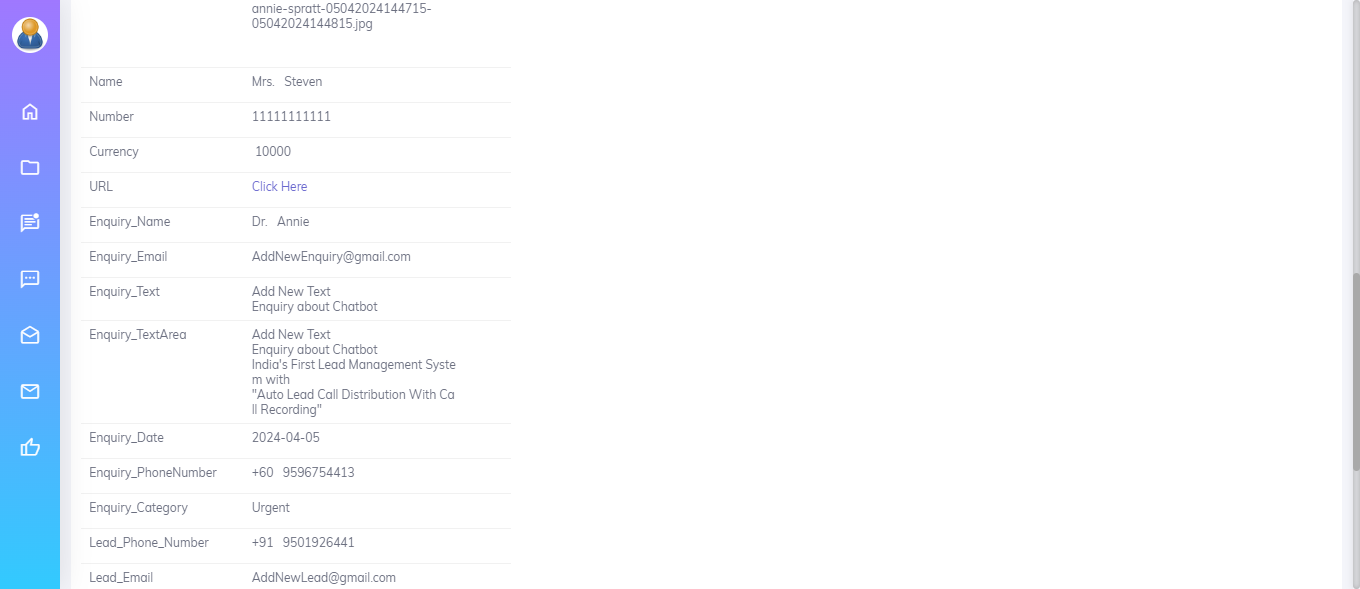 annie-spratt-05042024144715-
05042024144815.jpg
Name Mrs. Steven
Number 11111111111
Currency 10000
URL Click Here
Enquiry_Name Dr. Annie
Enquiry_Email AddNewEnquiry@gmail.com
Enquiry_Text Add New Text
Enquiry about Chatbot
Enquiry_TextArea Add New Text
Enquiry about Chatbot
India's First Lead Management Syste
m with
"Auto Lead Call Distribution With Ca
ll Recording"
Enquiry_Date 2024-04-05
Enquiry_PhoneNumber +60 9596754413
Enquiry_Category Urgent
Lead_Phone_Number +91 9501926441
Lead_Email AddNewLead@gmail.com